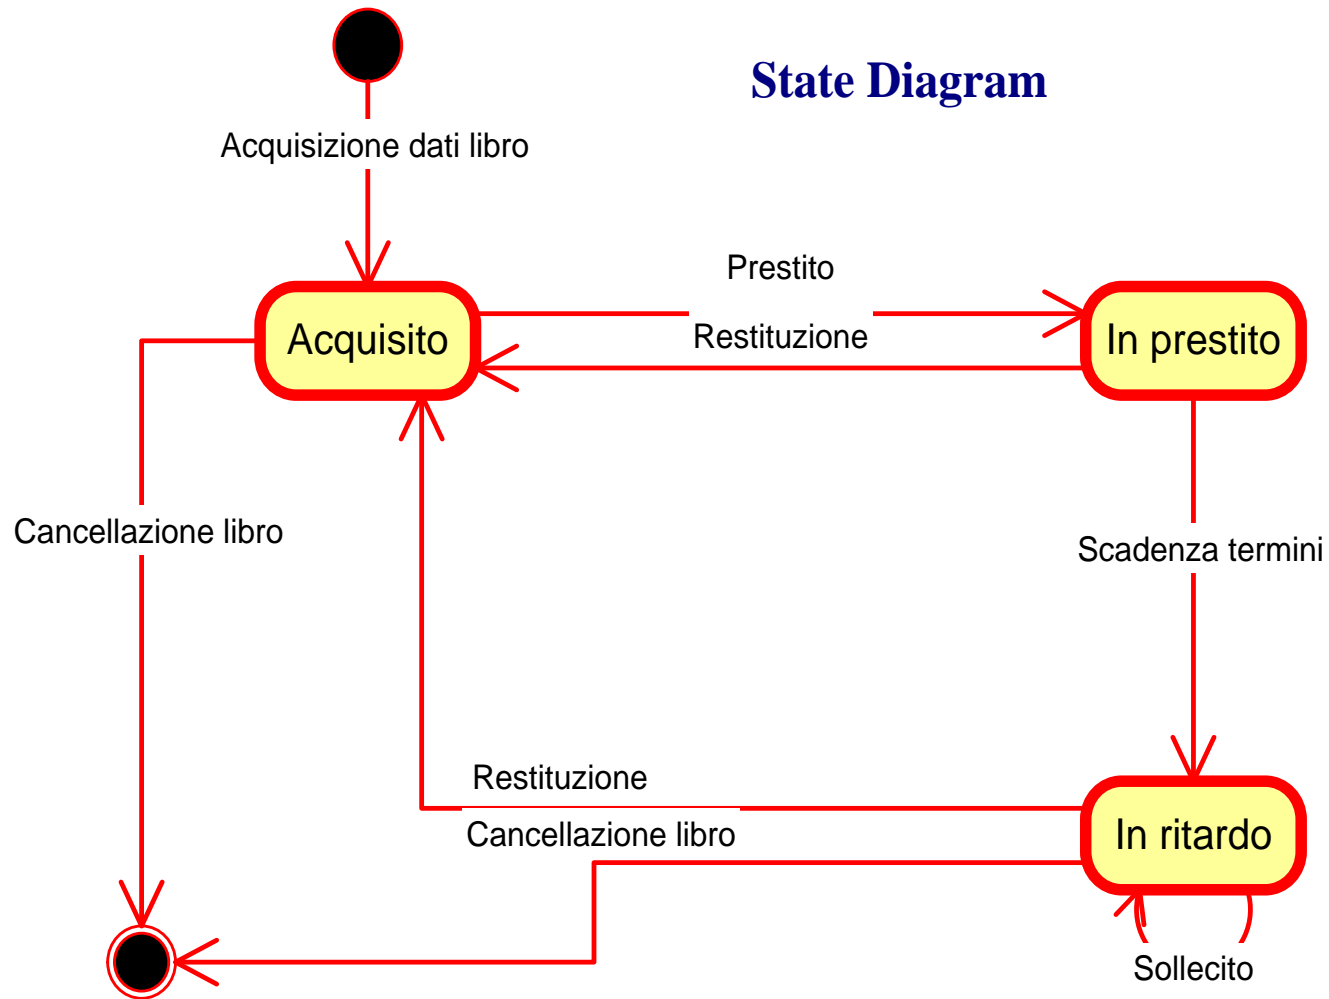 State Diagram
Acquisizione dati libro
Prestito
Acquisito
Restituzione
In prestito
Cancellazione libro
Scadenza termini
Restituzione
Cancellazione libro
In ritardo
Sollecito